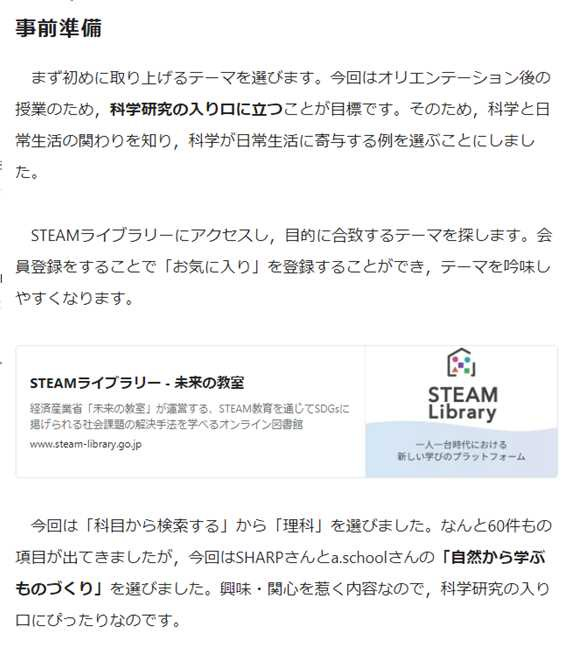 事前準備
まず初めに取り上げるテーマを選びます。今回はオリエンテーション後の
授業のため，科学研究の入り口に立つことが目標です。そのため，科学と日
常生活の関わりを知り，科学が日常生活に寄与する例を選ぶことにしまし
た。
STEAMライブラリーにアクセスし，目的に合致するテーマを探します。会
員登録をすることで「お気に入り」を登録することができ，テーマを吟味し
やすくなります。
STEAMライブラリー - 未来の教室
経済産業省「未来の教室」が運営する、STEAM教育を通じてSDGsに
掲げられる社会課題の解決手法を学べるオンライン図書館
www.steam-library.go.jp
STEAM
Library
一人一台時代における
新しい学びのプラットフォーム
今回は「科目から検索する」から「理科」を選びました。なんと60件もの
項目が出てきましたが，今回はSHARPさんとa.schoolさんの「自然から学ぶ
ものづくり」を選びました。興味・関心を惹く内容なので，科学研究の入り
口にぴったりなのです。